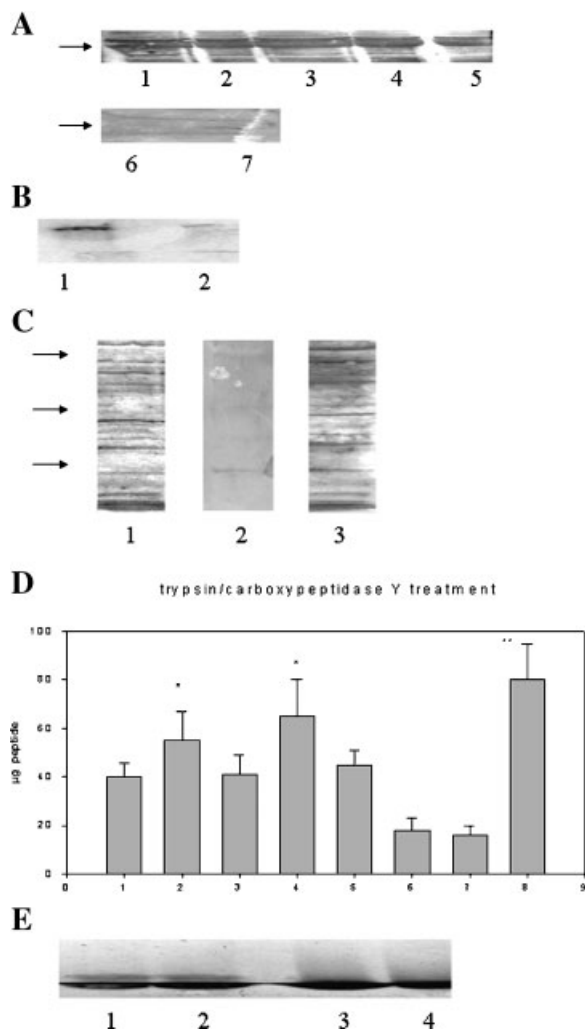 A
1 2 3 4 5
6 7
B
1 2
C
1 2 3
D
trypsin/carboxypeptidase Y treatment
100
80
60
40
20
0
µg peptide
* * **
0 1 2 3 4 5 6 7 8 9
E
1 2 3 4